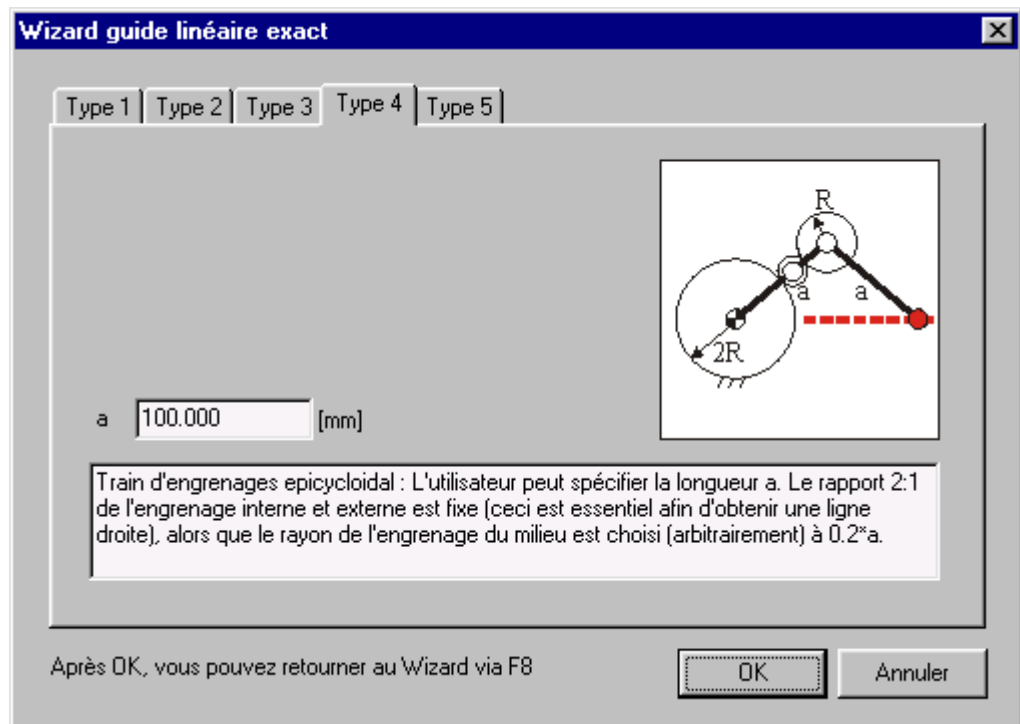 Wizard guide linéaire exact
Type 1 Type 2 Type 3 Type 4 Type 5
R
a a
2R
a 100.000 [mm]
Train d'engrenages epicycloidal : L'utilisateur peut spécifier la longueur a. Le rapport 2:1
de l'engrenage interne et externe est fixe (ceci est essentiel afin d'obtenir une ligne
droite), alors que le rayon de l'engrenage du milieu est choisi (arbitrairement) à 0.2*a.
Après OK, vous pouvez retourner au Wizard via F8
OK Annuler